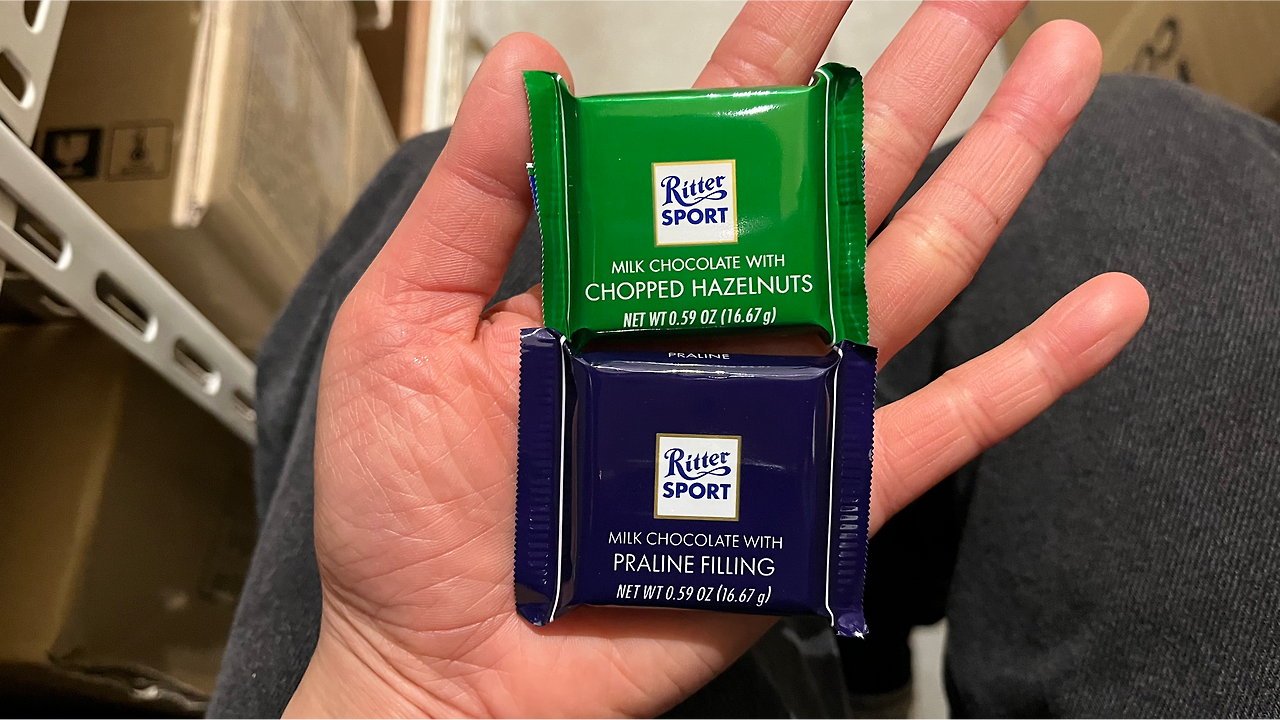 Ritter
SPORT
MILK CHOCOLATE WITH
CHOPPED HAZELNUTS
NET WT 0.59 OZ (16.67 g)
PRALINE
Ritter
SPORT
MILK CHOCOLATE WITH
PRALINE FILLING
NET WT 0.59 OZ (16.67 g)